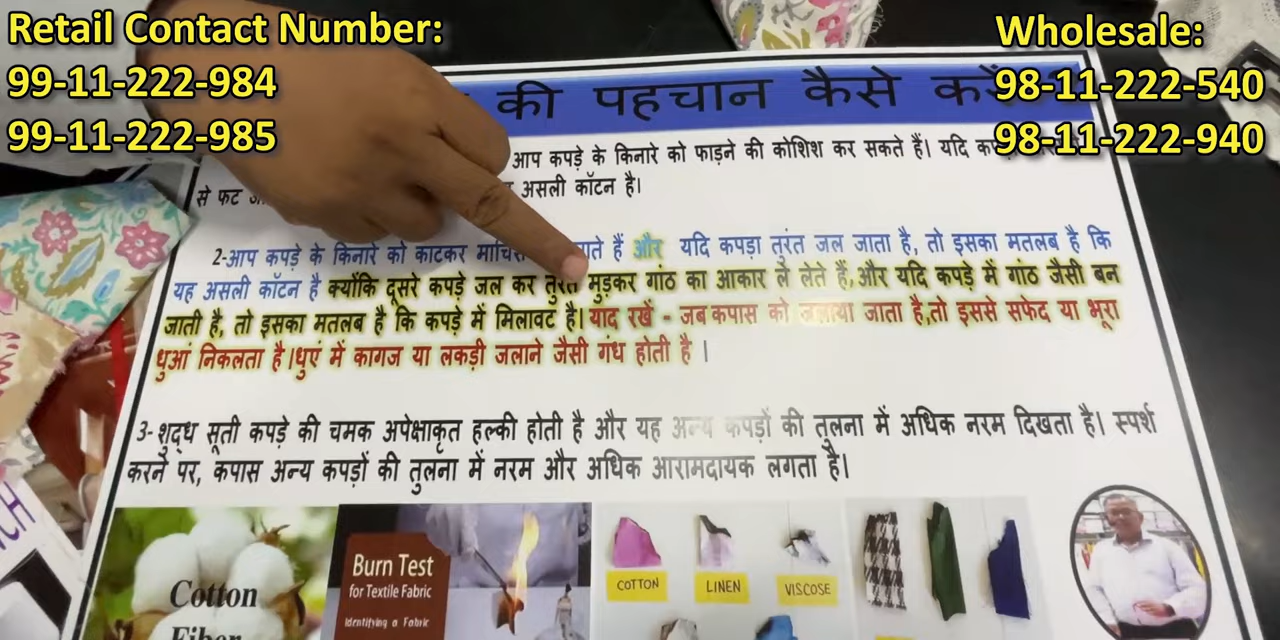 Retail Contact Number:
99-11-222-984
99-11-222-985
Wholesale:
98-11-222-540
98-11-222-940
की पहचान कैसे करें
आप कपड़े के किनारे को फाड़ने की कोशिश कर सकते हैं। यदि
से फट असली कॉटन है।
2-आप कपड़े के किनारे को काटकर हैं और यदि कपड़ा तुरंत जल जाता है, तो इसका मतलब है कि
यह असली कॉटन है क्योंकि दूसरे कपड़े जल कर तुरंत मुड़कर गांठ का आकार ले लेते हैं,और यदि कपड़े में गांठ जैसी बन
जाती है, तो इसका मतलब है कि कपड़े में मिलावट है। याद रखें - जब कपास को जलाया जाता है,तो इससे सफेद या भूरा
धुआं निकलता है।धुएं में कागज या लकड़ी जलाने जैसी गंध होती है ।
3- शुद्ध सूती कपड़े की चमक अपेक्षाकृत हल्की होती है और यह अन्य कपड़ों की तुलना में अधिक नरम दिखता है। स्पर्श
करने पर, कपास अन्य कपड़ों की तुलना में नरम और अधिक आरामदायक लगता है।
Cotton
Fiber
Burn Test
for Textile Fabric
Identifying a Fabric
COTTON
LINEN
VISCOSE